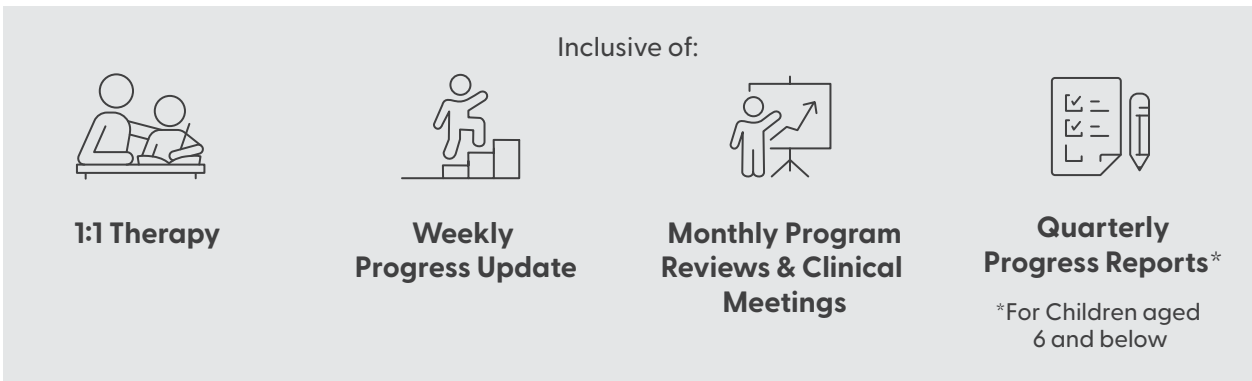 Inclusive of:
1:1 Therapy
Weekly
Progress Update
Monthly Program
Reviews & Clinical
Meetings
Quarterly
Progress Reports*
*For Children aged
6 and below